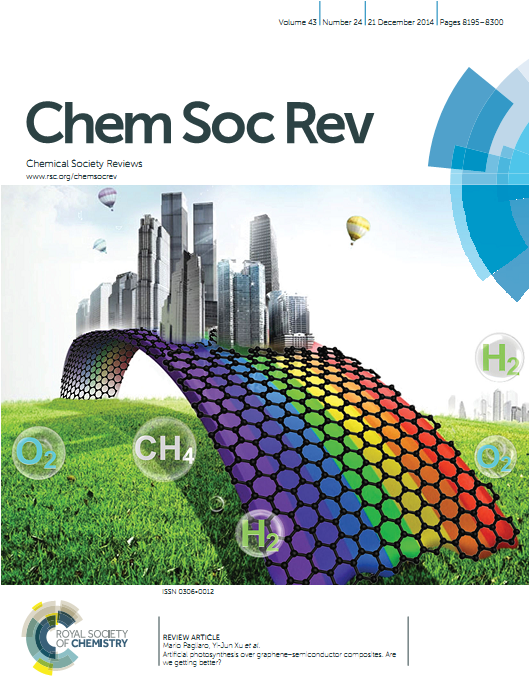 Volume 43 | Number 24 | 21 December 2014 | Pages 8195–8300
Chem Soc Rev
Chemical Society Reviews
www.rsc.org/chemsocrev
H2
O2
CH4
O2
H2
ISSN 0306-0012
ROYAL SOCIETY
OF CHEMISTRY
REVIEW ARTICLE
Mario Pagliaro, Yi-Jun Xu et al.
Artificial photosynthesis over graphene–semiconductor composites. Are
we getting better?